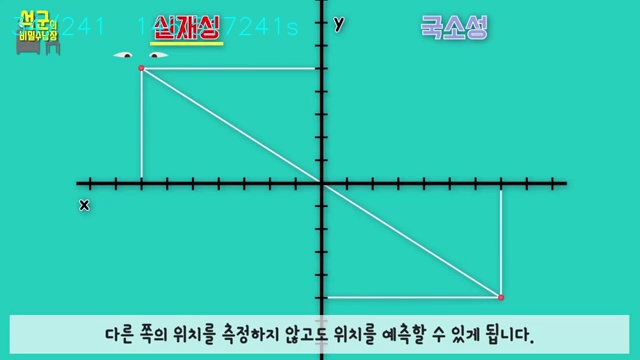 석군의
비밀수납장
실재성
국소성
y
x
다른 쪽의 위치를 측정하지 않고도 위치를 예측할 수 있게 됩니다.